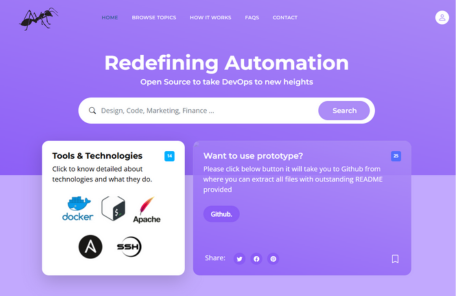 HOME BROWSE TOPICS HOW IT WORKS FAQS CONTACT
Redefining Automation
Open Source to take DevOps to new heights
Design, Code, Marketing, Finance ... Search
Tools & Technologies
Click to know detailed about
technologies and what they do.
docker
$_
Apache
A
SSH
Want to use prototype?
Please click below button it will take you to Github from
where you can extract all files with outstanding README
provided
Github.
Share: